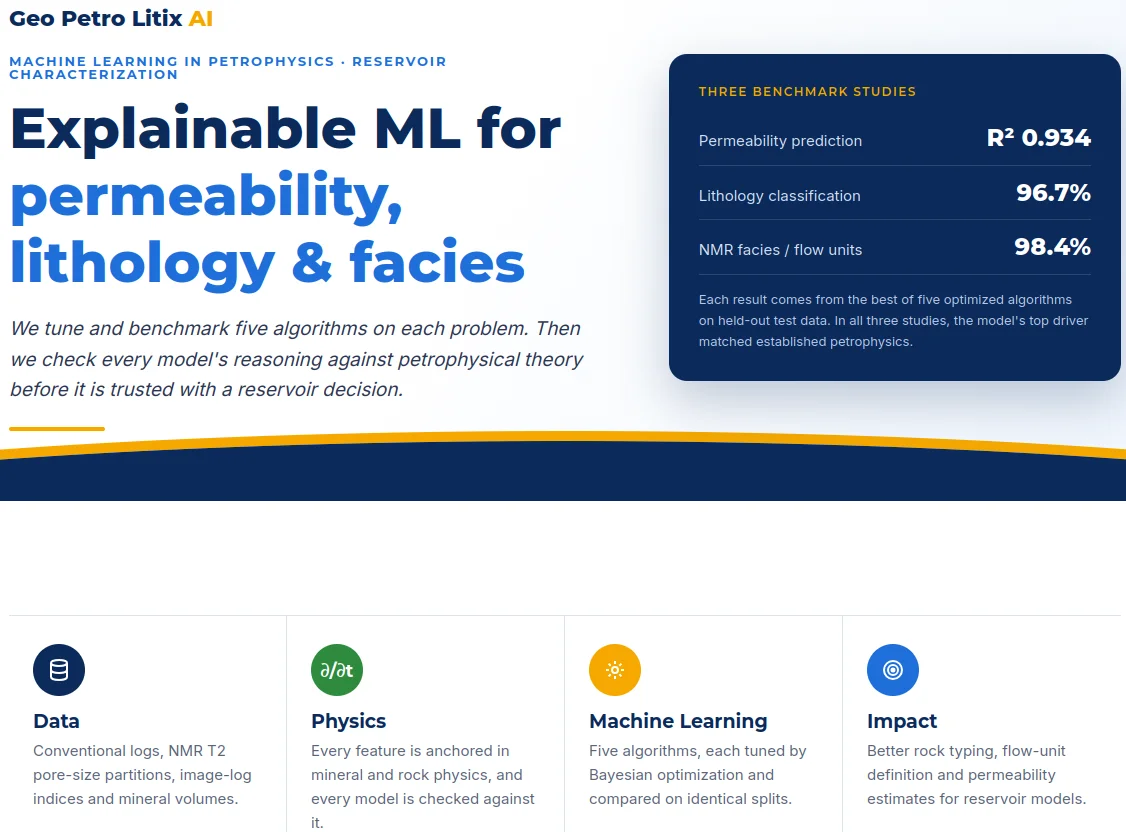 Geo Petro Litix AI
MACHINE LEARNING IN PETROPHYSICS · RESERVOIR
CHARACTERIZATION
Explainable ML for
permeability,
lithology & facies
We tune and benchmark five algorithms on each problem. Then
we check every model's reasoning against petrophysical theory
before it is trusted with a reservoir decision.
THREE BENCHMARK STUDIES
Permeability prediction R² 0.934
Lithology classification 96.7%
NMR facies / flow units 98.4%
Each result comes from the best of five optimized algorithms
on held-out test data. In all three studies, the model's top driver
matched established petrophysics.
Data
Conventional logs, NMR T2
pore-size partitions, image-log
indices and mineral volumes.
∂/∂t
Physics
Every feature is anchored in
mineral and rock physics, and
every model is checked against
it.
Machine Learning
Five algorithms, each tuned by
Bayesian optimization and
compared on identical splits.
Impact
Better rock typing, flow-unit
definition and permeability
estimates for reservoir models.